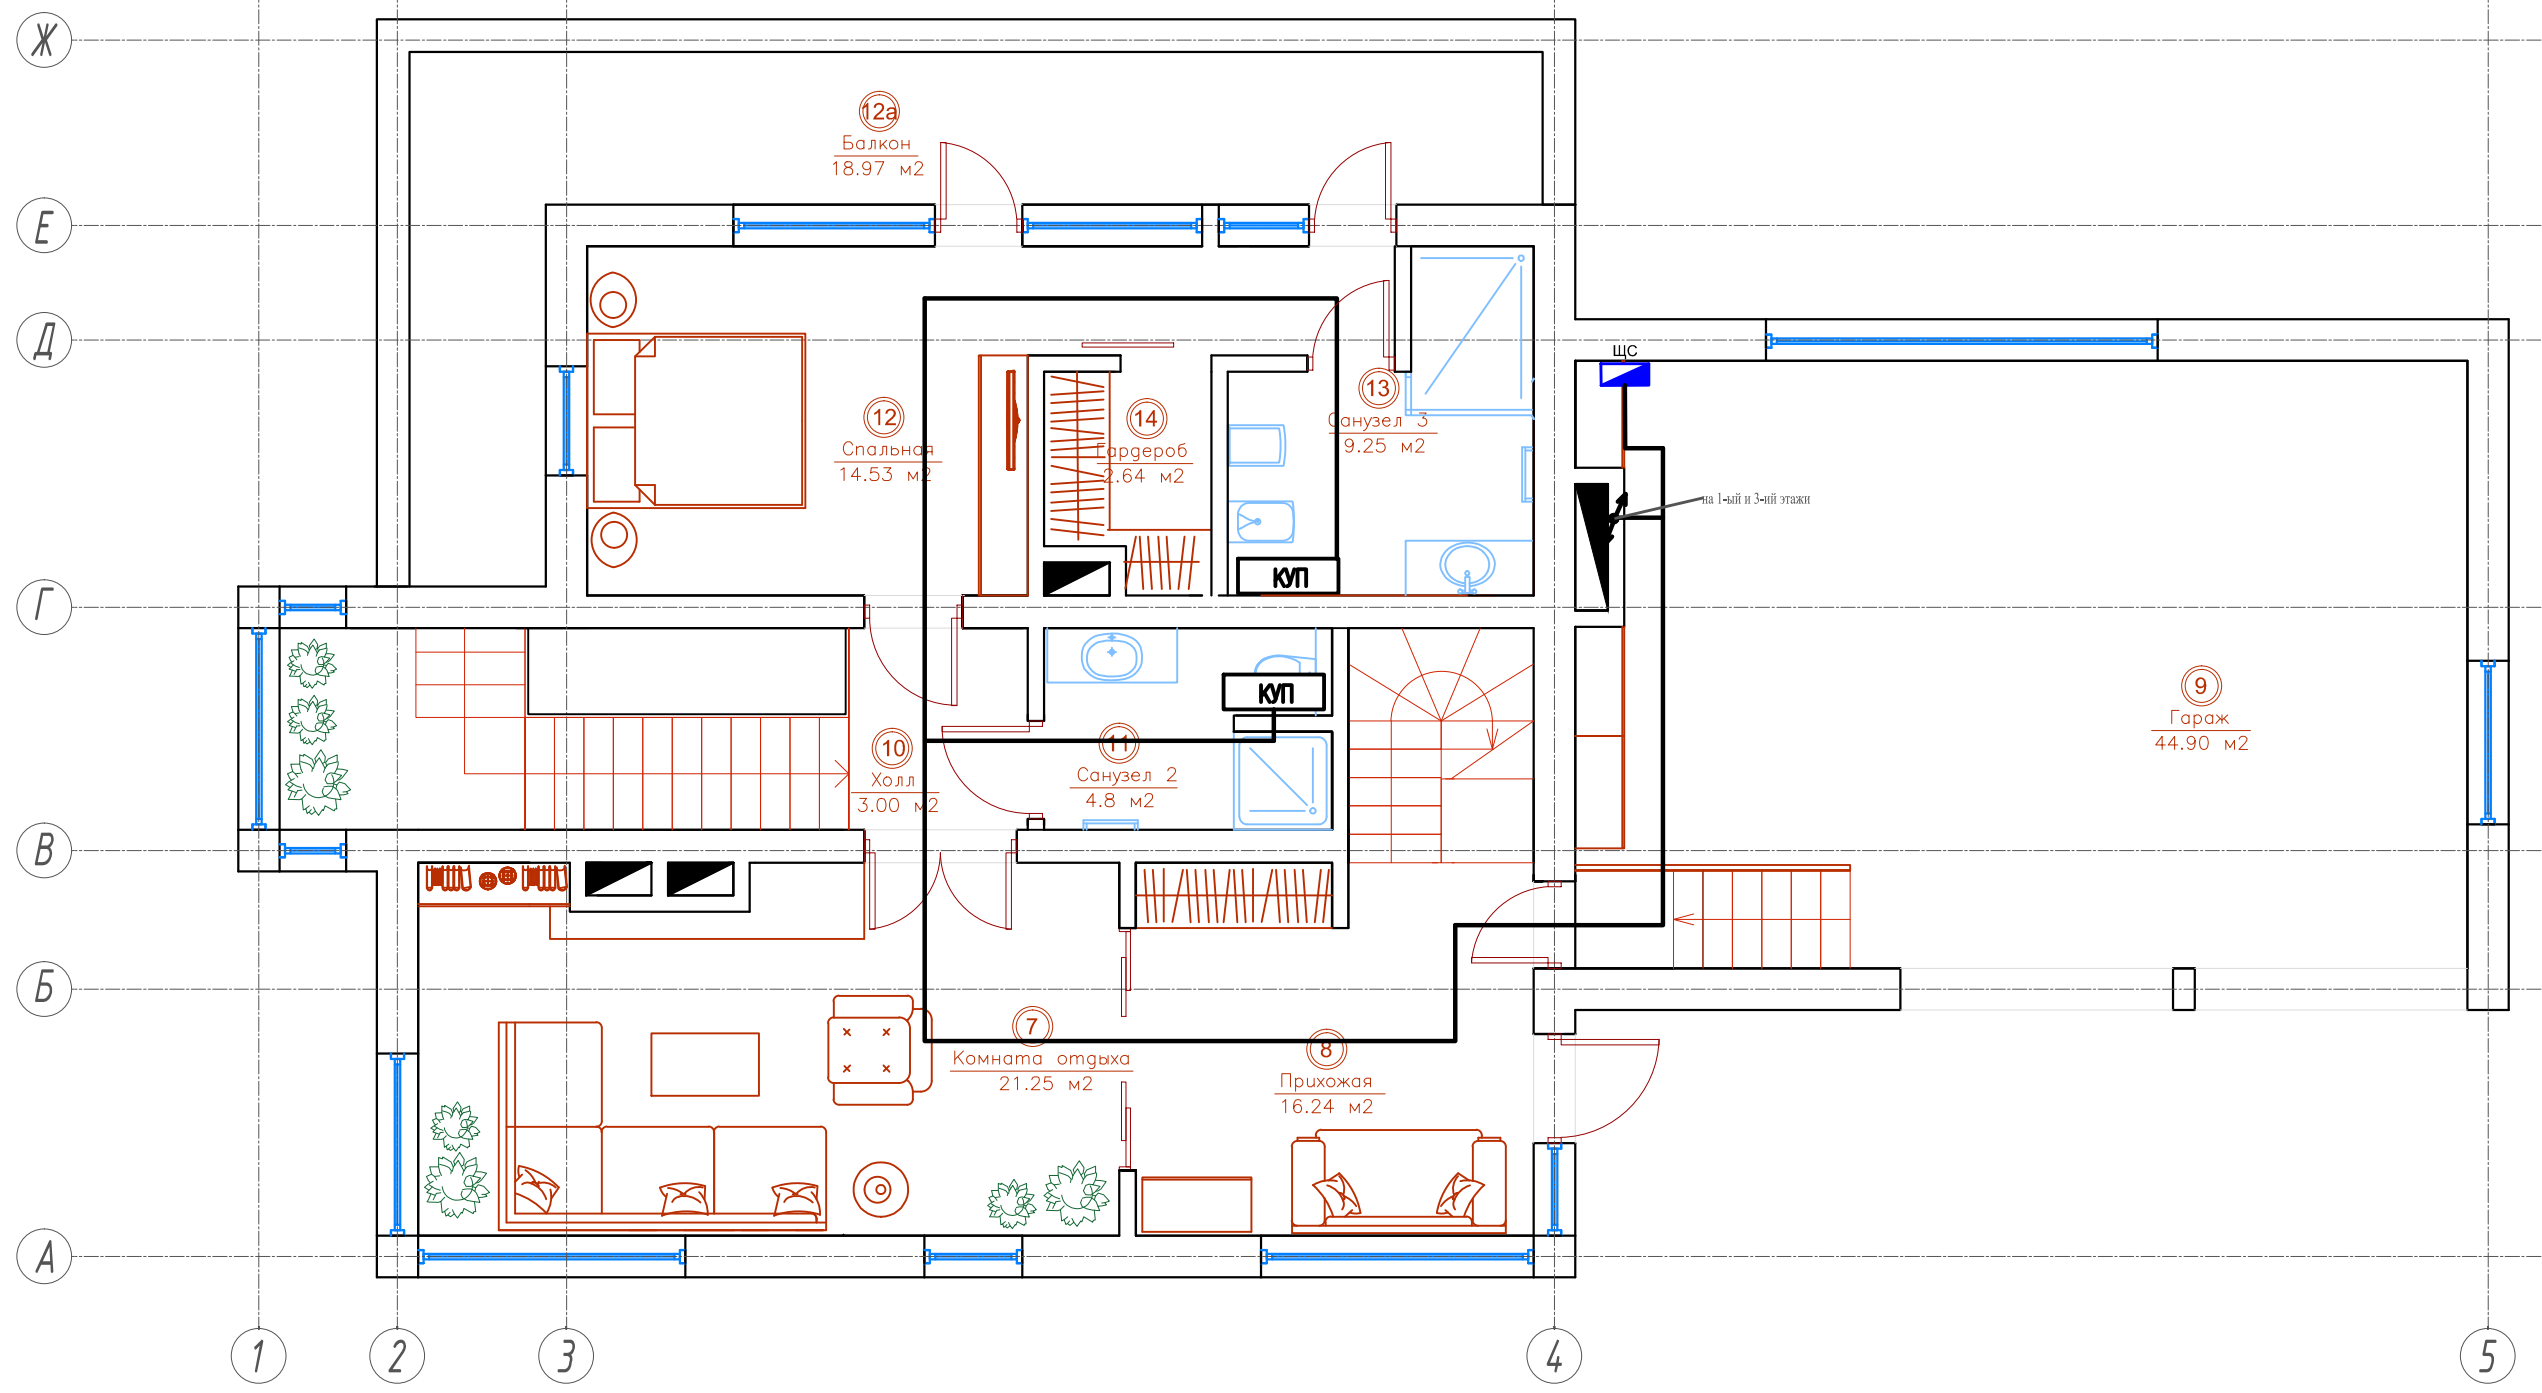 Ж
12а
Балкон
18.97 м2
Е
Д
ЩС
12
Спальная
14.53 м2
14
Гардероб
2.64 м2
13
Санузел 3
9.25 м2
на 1-ый и 3-ий этажи
КУП
Г
КУП
9
Гараж
44.90 м2
10
Холл
3.00 м2
11
Санузел 2
4.8 м2
В
Б
7
Комната отдыха
21.25 м2
8
Прихожая
16.24 м2
А
1
2
3
4
5